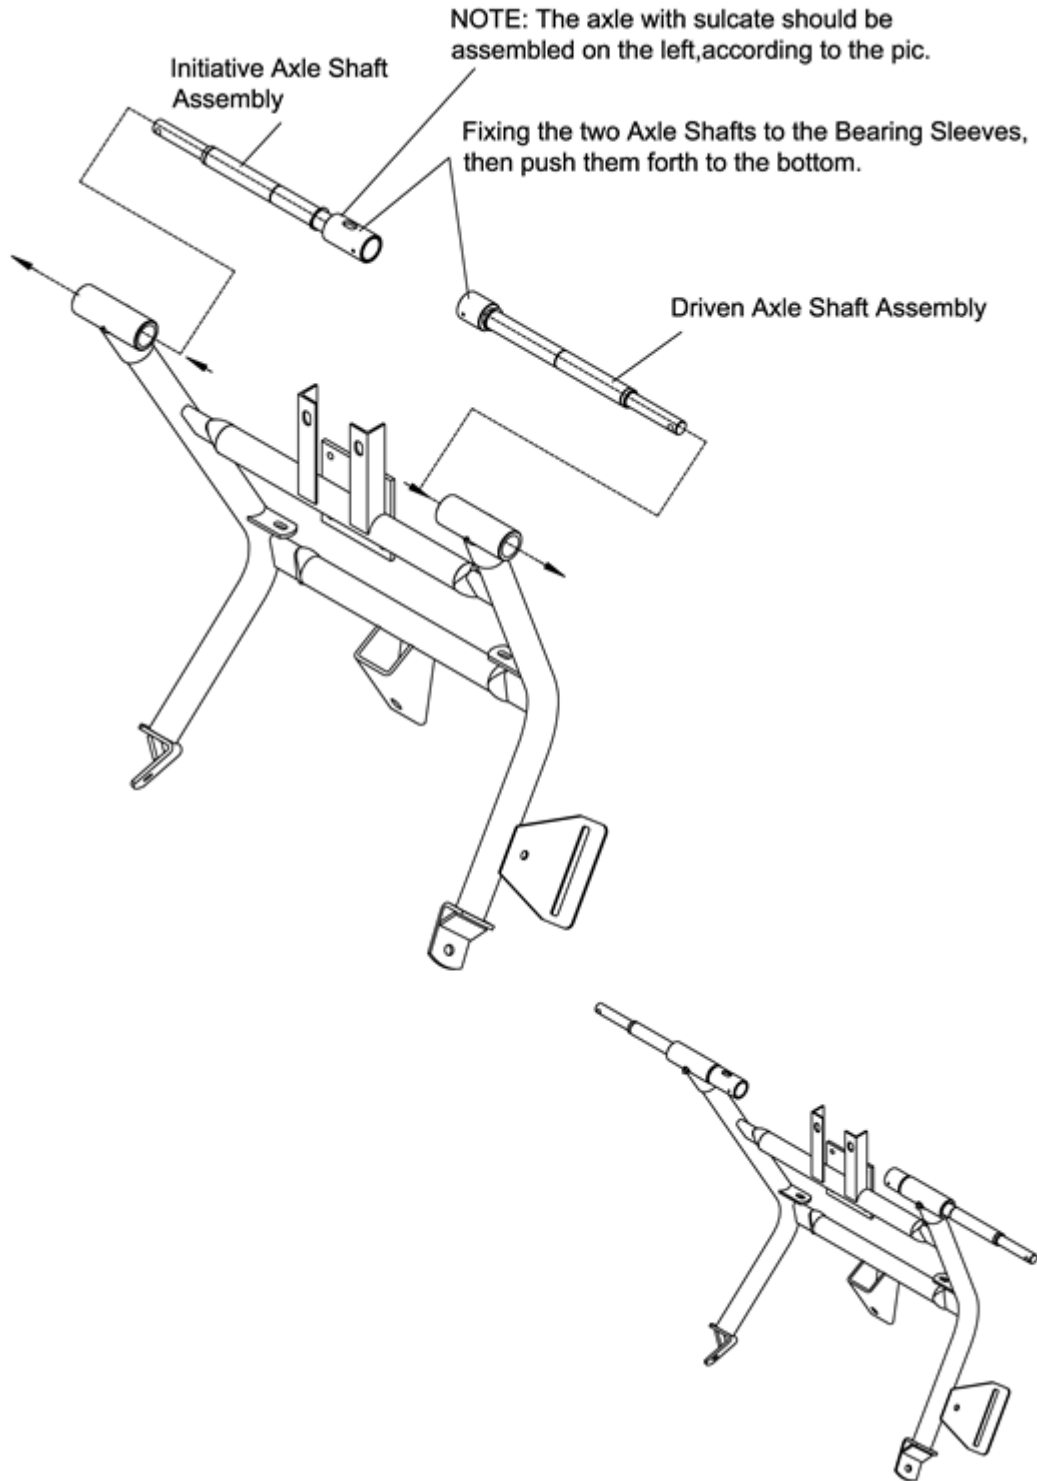 NOTE: The axle with sulcate should be
assembled on the left,according to the pic.
Initiative Axle Shaft
Assembly
Fixing the two Axle Shafts to the Bearing Sleeves,
then push them forth to the bottom.
Driven Axle Shaft Assembly